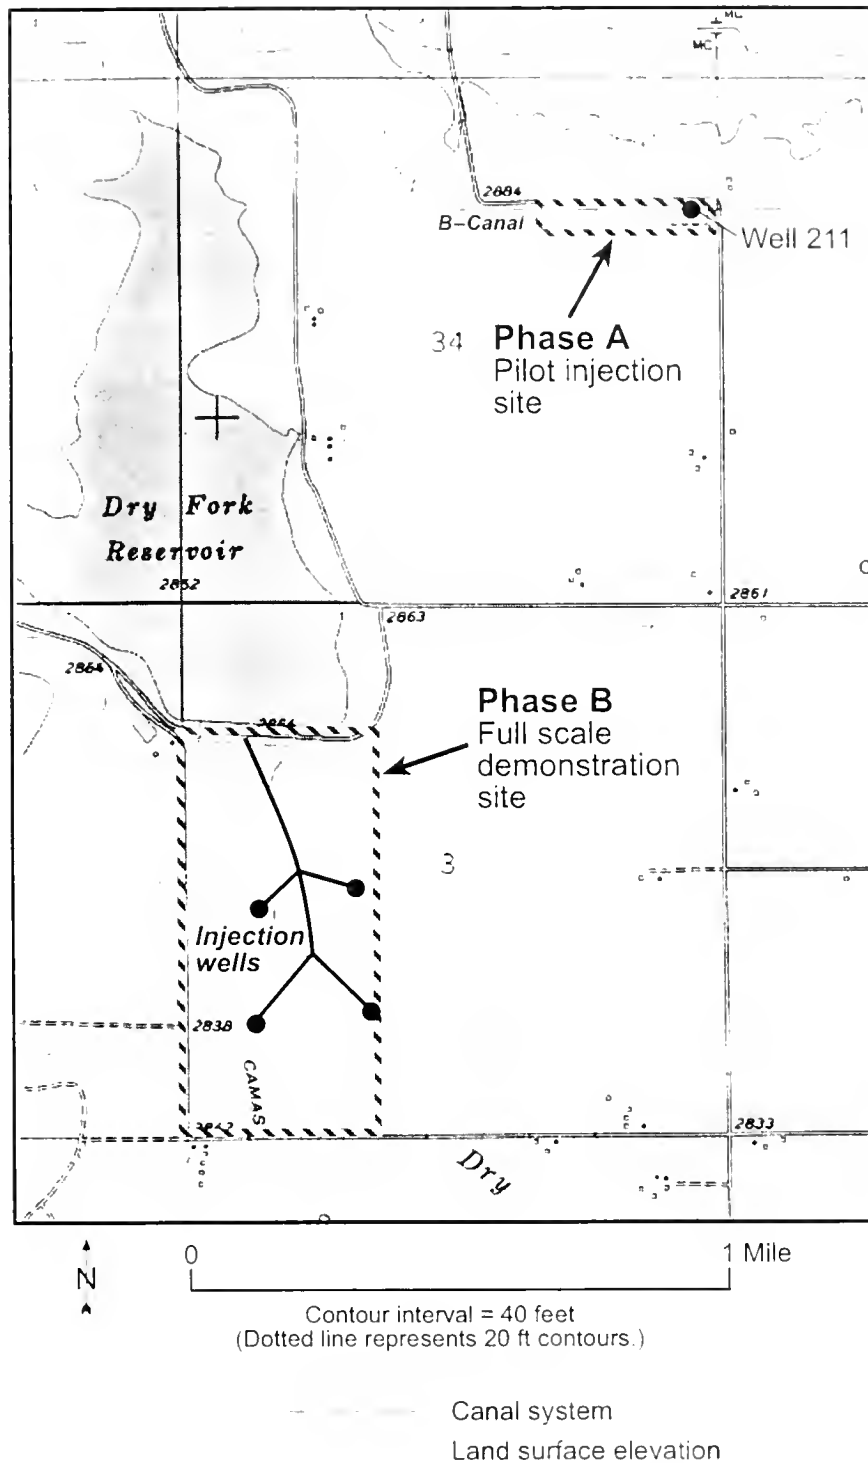 ML
MC
2884
B–Canal
Well 211
34
Phase A
Pilot injection
site
Dry Fork
Reservoir
2852
2861
1
2863
2864
Phase B
Full scale
demonstration
site
3
Injection
wells
2838
CAMAS
2833
Dry
N
0
1 Mile
Contour interval = 40 feet
(Dotted line represents 20 ft contours.)
Canal system
Land surface elevation